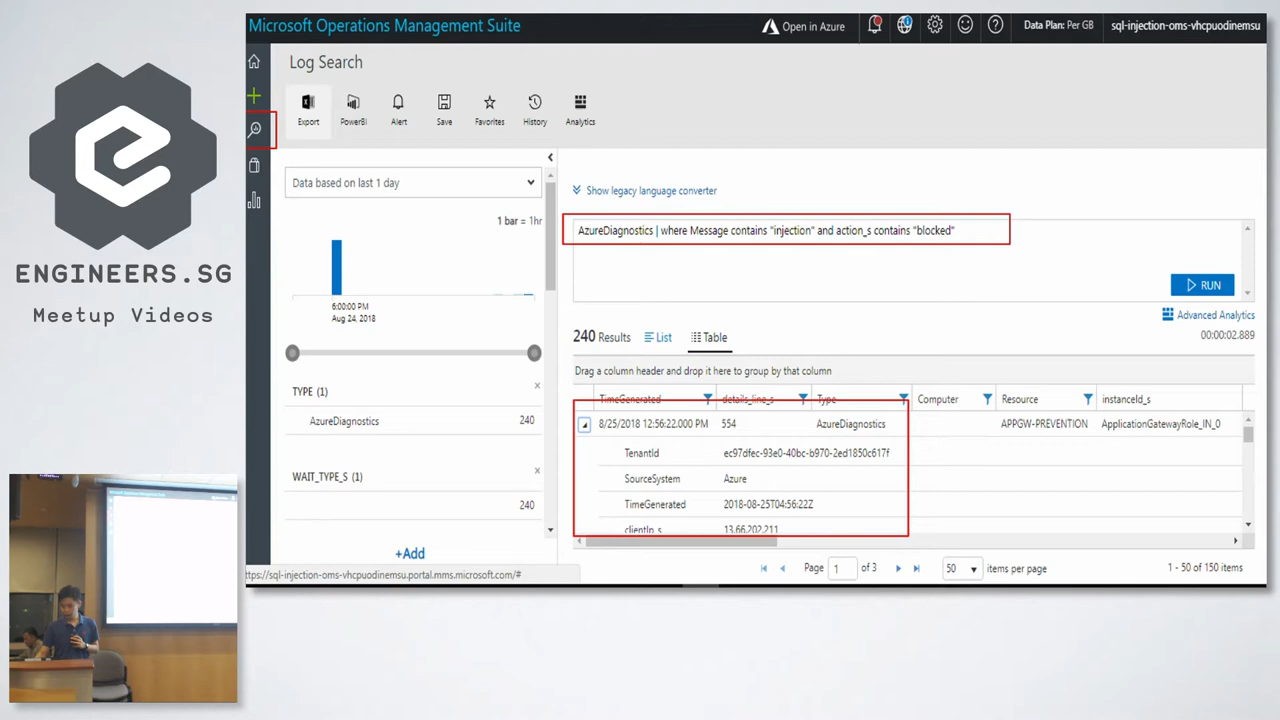 ENGINEERS.SG
Meetup Videos
Microsoft Operations Management Suite
Open in Azure
Data Plan: Per GB
sql-injection-oms-vhcpuodinemsu
Log Search
Export
PowerBI
Alert
Save
Favorites
History
Analytics
Data based on last 1 day
1 bar = 1hr
6:00:00 PM
Aug 24, 2018
TYPE (1)
AzureDiagnostics 240
WAIT_TYPE_S (1)
240
+Add
https://sql-injection-oms-vhcpuodinemsu.portal.mms.microsoft.com/#
Show legacy language converter
AzureDiagnostics | where Message contains "injection" and action_s contains "blocked"
RUN
Advanced Analytics
240 Results List Table
00:00:02.889
Drag a column header and drop it here to group by that column
TimeGenerated details_line_s Type Computer Resource instanceId_s
8/25/2018 12:56:22.000 PM 554 AzureDiagnostics APPGW-PREVENTION ApplicationGatewayRole_IN_0
TenantId ec97dfec-93e0-40bc-b970-2ed1850c617f
SourceSystem Azure
TimeGenerated 2018-08-25T04:56:22Z
clientIp_s 13.66.202.211
Page 1 of 3 50 items per page 1 - 50 of 150 items